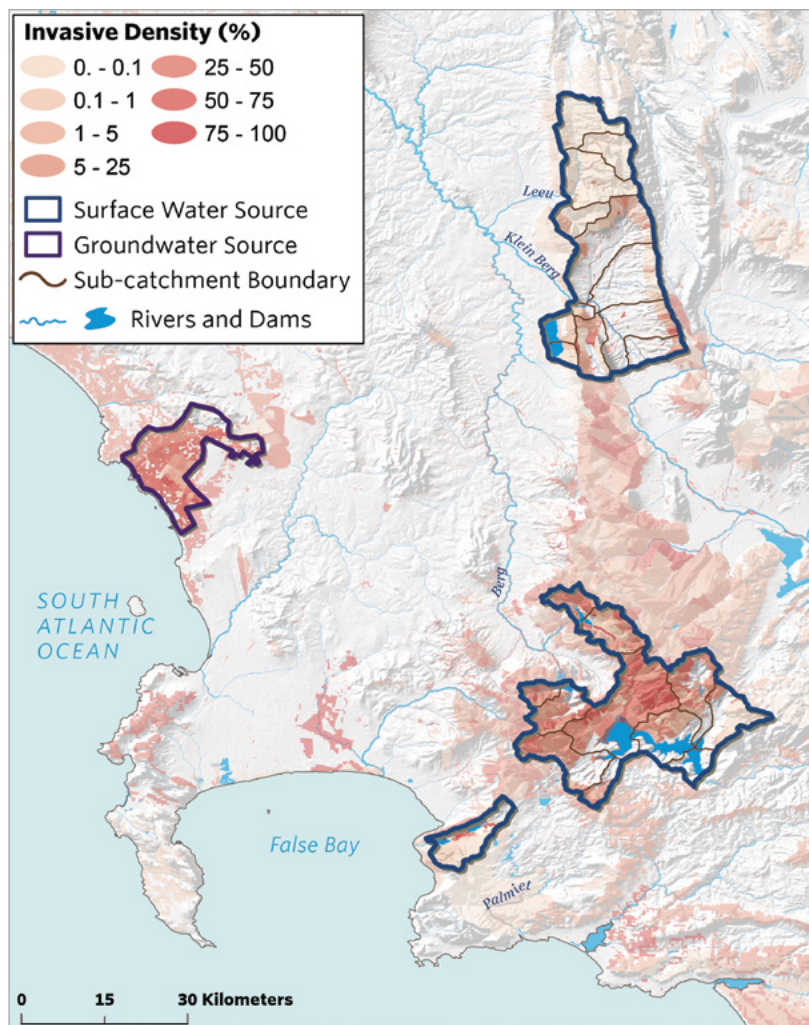 Invasive Density (%)
0. - 0.1
25 - 50
0.1 - 1
50 - 75
1 - 5
75 - 100
5 - 25
Surface Water Source
Groundwater Source
Sub-catchment Boundary
Rivers and Dams
Leeu
Klein Berg
Berg
SOUTH
ATLANTIC
OCEAN
False Bay
Palmiet
0 15 30 Kilometers